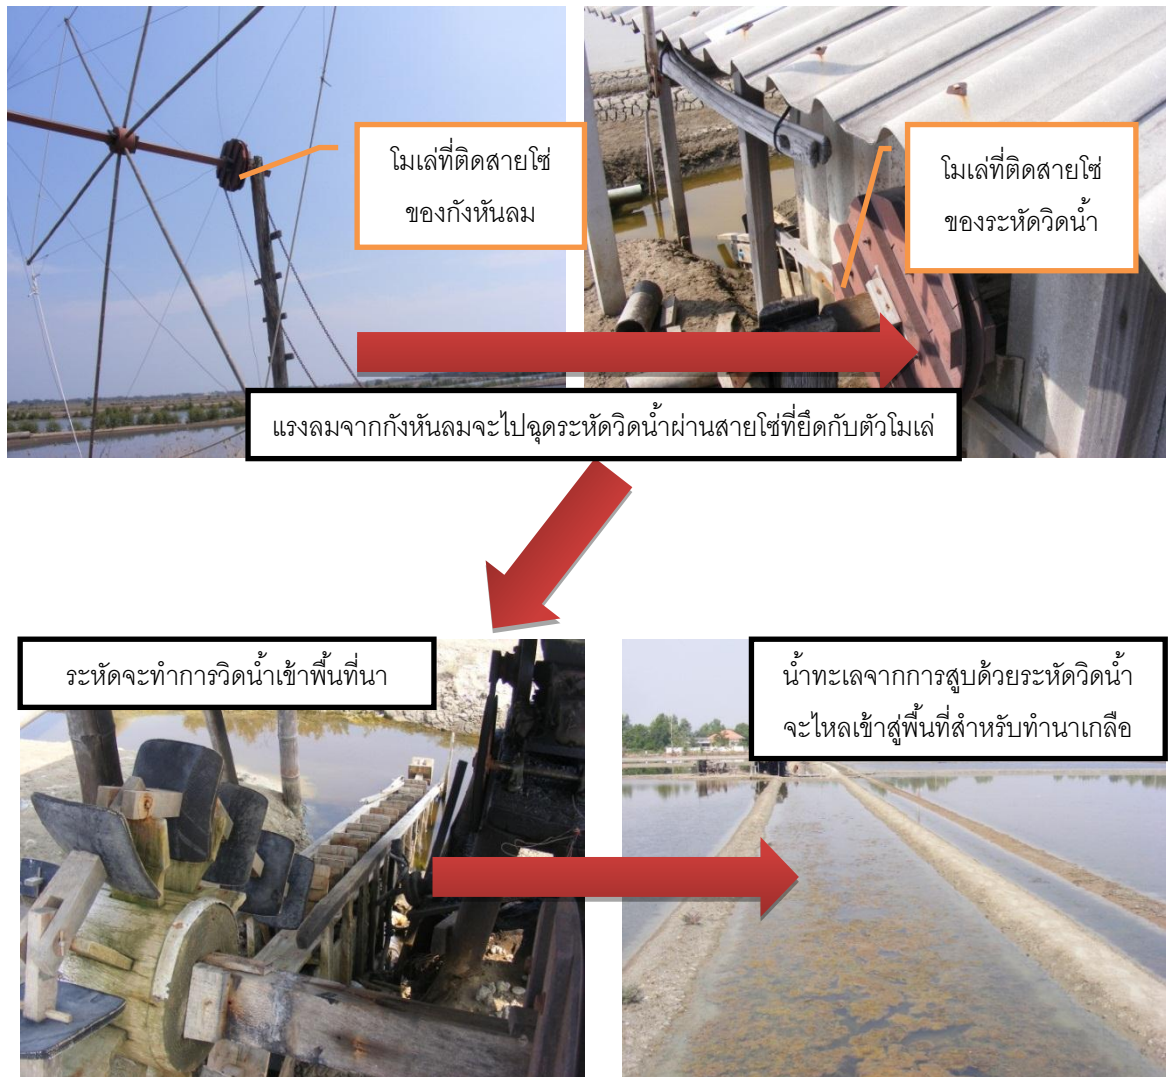 โมเล่ที่ติดสายโซ่
ของกังหันลม
โมเล่ที่ติดสายโซ่
ของระหัดวิดน้ำ
แรงลมจากกังหันลมจะไปฉุดระหัดวิดน้ำผ่านสายโซ่ที่ยึดกับตัวโมเล่
ระหัดจะทำการวิดน้ำเข้าพื้นที่นา
น้ำทะเลจากการสูบด้วยระหัดวิดน้ำ
จะไหลเข้าสู่พื้นที่สำหรับทำนาเกลือ